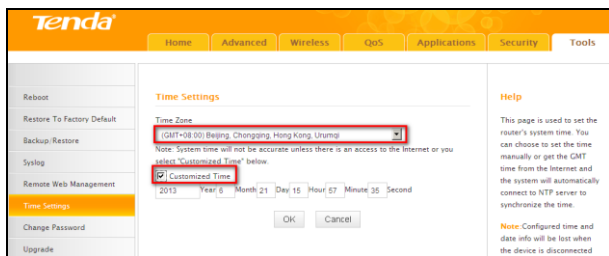 Tenda
Home Advanced Wireless QoS Applications Security Tools
Reboot
Restore To Factory Default
Backup/Restore
Syslog
Remote Web Management
Time Settings
Change Password
Upgrade
Time Settings
Time Zone
(GMT+08:00) Beijing, Chongqing, Hong Kong, Urumqi
Note: System time will not be accurate unless there is an access to the Internet or you
select "Customized Time" below.
Customized Time
2013 Year 6 Month 21 Day 15 Hour 57 Minute 35 Second
OK Cancel
Help
This page is used to set the
router's system time. You
can choose to set the time
manually or get the GMT
time from the Internet and
the system will automatically
connect to NTP server to
synchronize the time.
Note: Configured time and
date info will be lost when
the device is disconnected